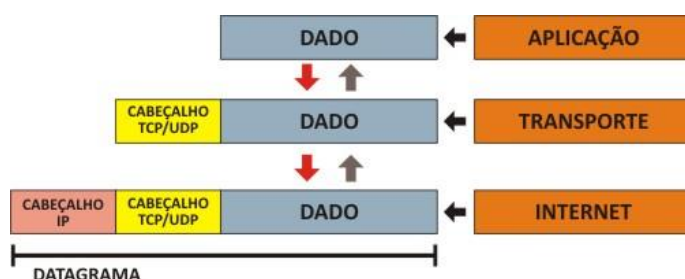 DADO
APLICAÇÃO
CABEÇALHO
TCP/UDP
DADO
TRANSPORTE
CABEÇALHO
IP
CABEÇALHO
TCP/UDP
DADO
INTERNET
DATAGRAMA